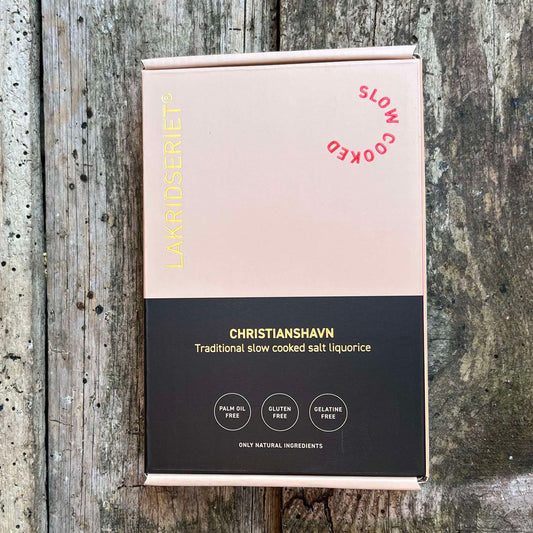 LAKRIDSERIET®
SLOW COOKED
CHRISTIANSHAVN
Traditional slow cooked salt liquorice
PALM OIL
FREE
GLUTEN
FREE
GELATINE
FREE
ONLY NATURAL INGREDIENTS